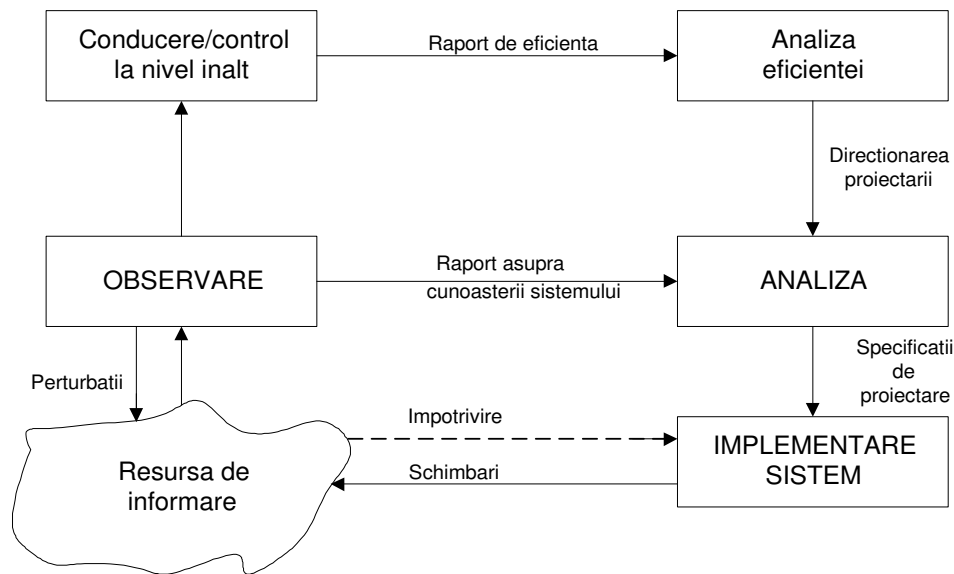 Conducere/control
la nivel inalt
Raport de eficienta
Analiza
eficientei
Directionarea
proiectarii
OBSERVARE
Raport asupra
cunoasterii sistemului
ANALIZA
Perturbatii
Specificatii
de
proiectare
Impotrivire
Schimbari
Resursa de
informare
IMPLEMENTARE
SISTEM